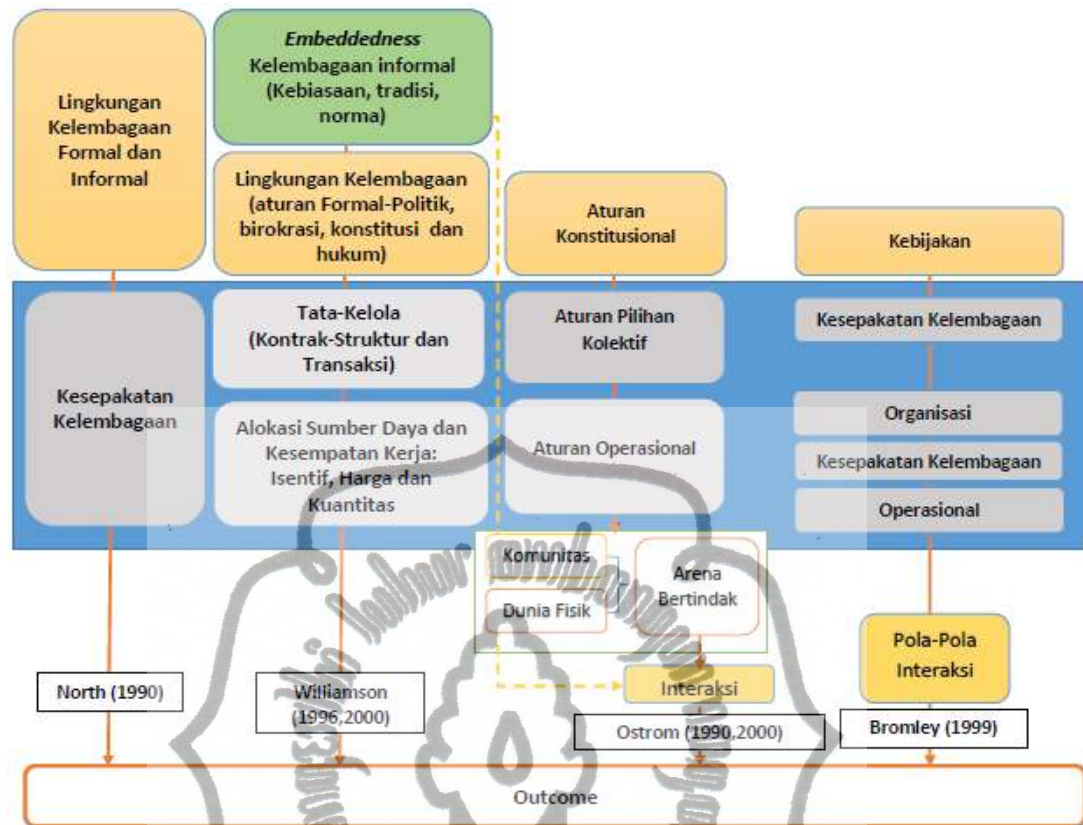 Lingkungan
Kelembagaan
Formal dan
Informal
Embeddedness
Kelembagaan informal
(Kebiasaan, tradisi,
norma)
Lingkungan Kelembagaan
(aturan Formal-Politik,
birokrasi, konstitusi dan
hukum)
Aturan
Konstitusional
Kebijakan
Kesepakatan
Kelembagaan
Tata-Kelola
(Kontrak-Struktur dan
Transaksi)
Alokasi Sumber Daya dan
Kesempatan Kerja:
Isentif, Harga dan
Kuantitas
Aturan Pilihan
Kolektif
Aturan Operasional
Kesepakatan Kelembagaan
Organisasi
Kesepakatan Kelembagaan
Operasional
Komunitas
Dunia Fisik
Arena
Bertindak
Interaksi
Pola-Pola
Interaksi
North (1990)
Williamson
(1996,2000)
Ostrom (1990,2000)
Bromley (1999)
Outcome